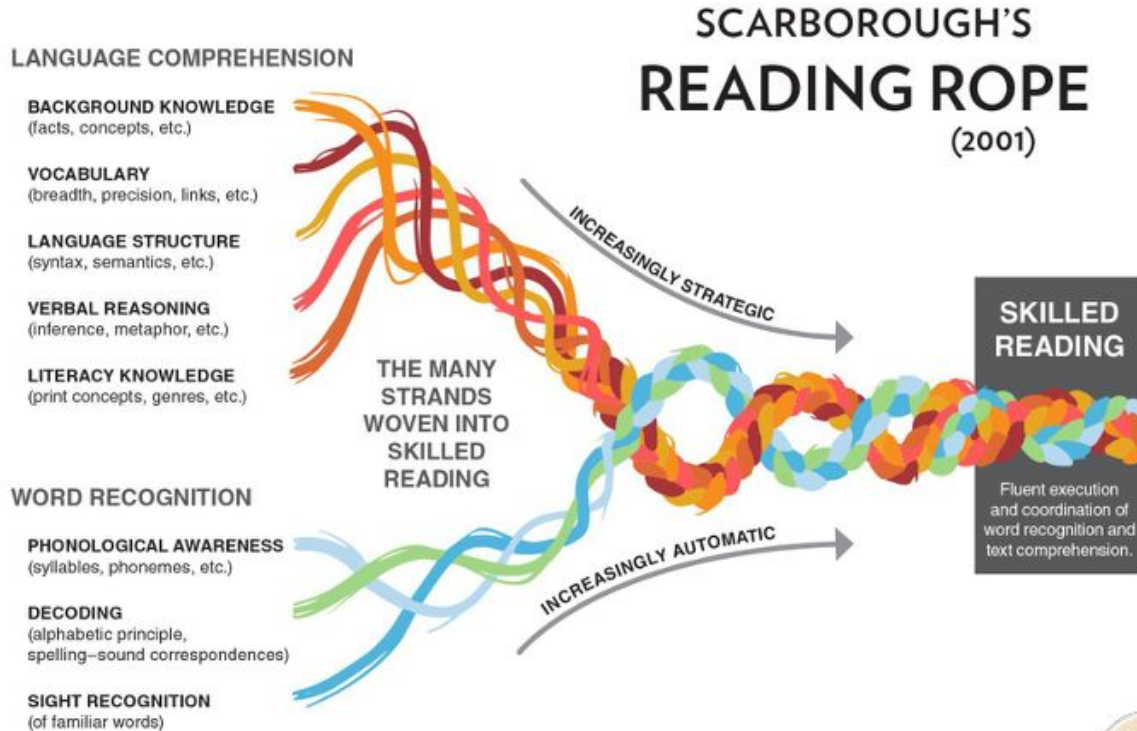 SCARBOROUGH'S
READING ROPE
(2001)
LANGUAGE COMPREHENSION
BACKGROUND KNOWLEDGE
(facts, concepts, etc.)
VOCABULARY
(breadth, precision, links, etc.)
LANGUAGE STRUCTURE
(syntax, semantics, etc.)
VERBAL REASONING
(inference, metaphor, etc.)
LITERACY KNOWLEDGE
(print concepts, genres, etc.)
WORD RECOGNITION
PHONOLOGICAL AWARENESS
(syllables, phonemes, etc.)
DECODING
(alphabetic principle,
spelling–sound correspondences)
SIGHT RECOGNITION
(of familiar words)
THE MANY
STRANDS
WOVEN INTO
SKILLED
READING
INCREASINGLY STRATEGIC
INCREASINGLY AUTOMATIC
SKILLED
READING
Fluent execution
and coordination of
word recognition and
text comprehension.